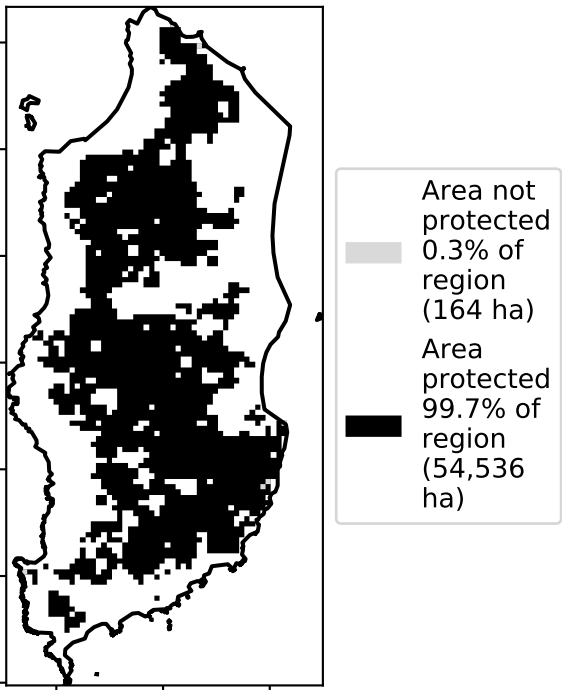 Area not
protected
0.3% of
region
(164 ha)
Area
protected
99.7% of
region
(54,536
ha)